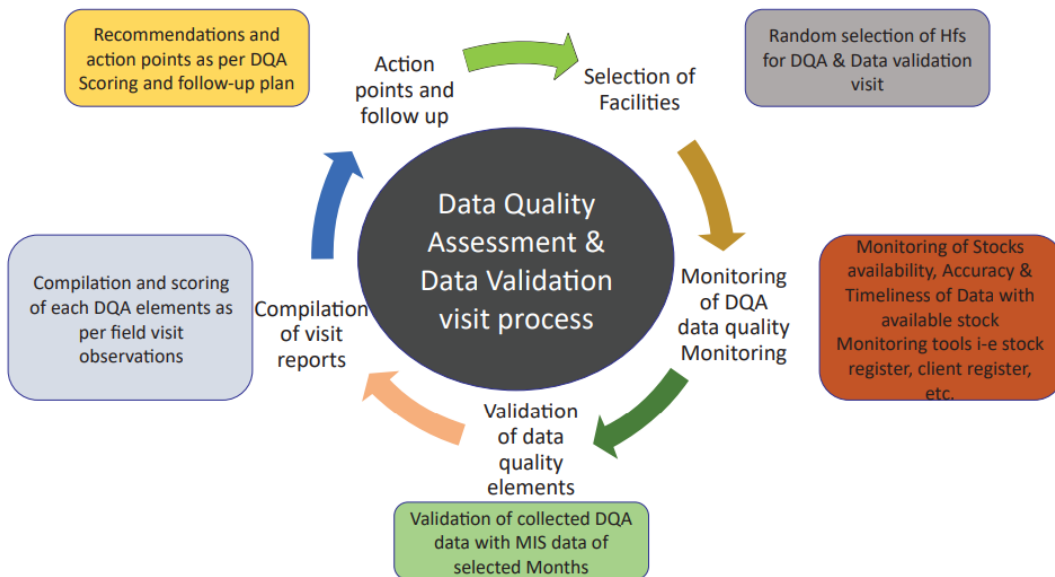 Recommendations and
action points as per DQA
Scoring and follow-up plan
Action
points and
follow up
Selection of
Facilities
Random selection of Hfs
for DQA & Data validation
visit
Data Quality
Assessment &
Data Validation
visit process
Monitoring
of DQA
data quality
Monitoring
Monitoring of Stocks
availability, Accuracy &
Timeliness of Data with
available stock
Monitoring tools i-e stock
register, client register,
etc.
Compilation and scoring
of each DQA elements as
per field visit
observations
Compilation
of visit
reports
Validation
of data
quality
elements
Validation of collected DQA
data with MIS data of
selected Months